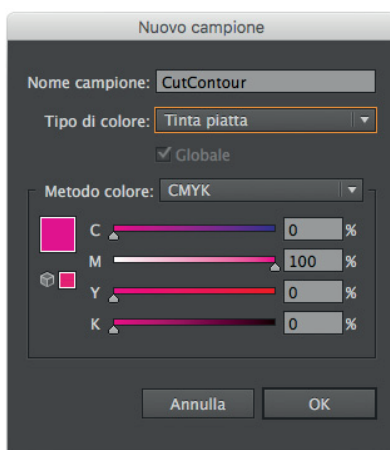 Nuovo campione
Nome campione: CutContour
Tipo di colore: Tinta piatta
Globale
Metodo colore: CMYK
C 0 %
M 100 %
Y 0 %
K 0 %
Annulla OK